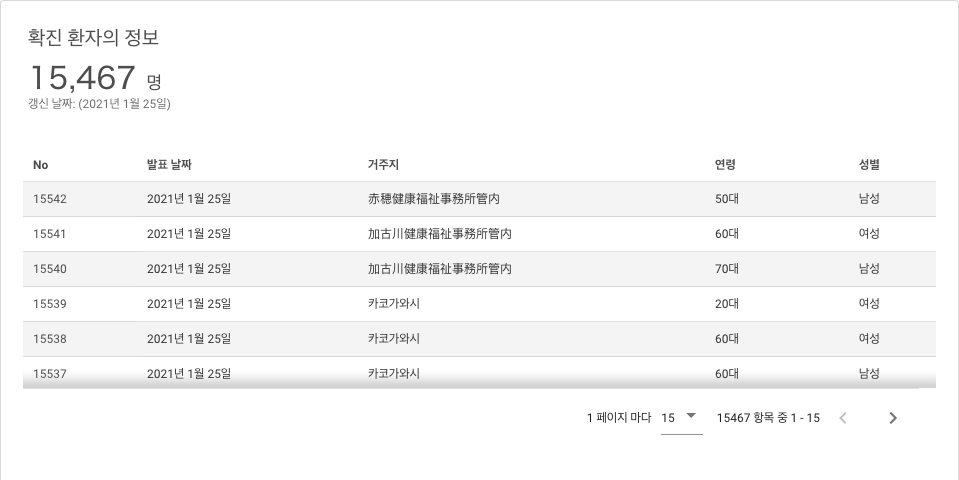 확진 환자의 정보
15,467 명
갱신 날짜: (2021년 1월 25일)
No 발표 날짜 거주지 연령 성별
15542 2021년 1월 25일 赤穂健康福祉事務所管内 50대 남성
15541 2021년 1월 25일 加古川健康福祉事務所管内 60대 여성
15540 2021년 1월 25일 加古川健康福祉事務所管内 70대 남성
15539 2021년 1월 25일 카코가와시 20대 여성
15538 2021년 1월 25일 카코가와시 60대 여성
15537 2021년 1월 25일 카코가와시 60대 남성
1 페이지 마다 15 15467 항목 중 1 - 15